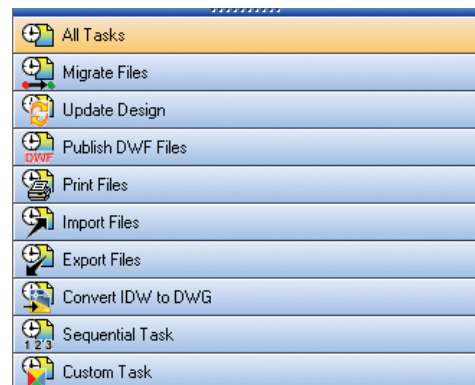 All Tasks
Migrate Files
Update Design
DWF
Publish DWF Files
Print Files
Import Files
Export Files
Convert IDW to DWG
1 2 3
Sequential Task
Custom Task